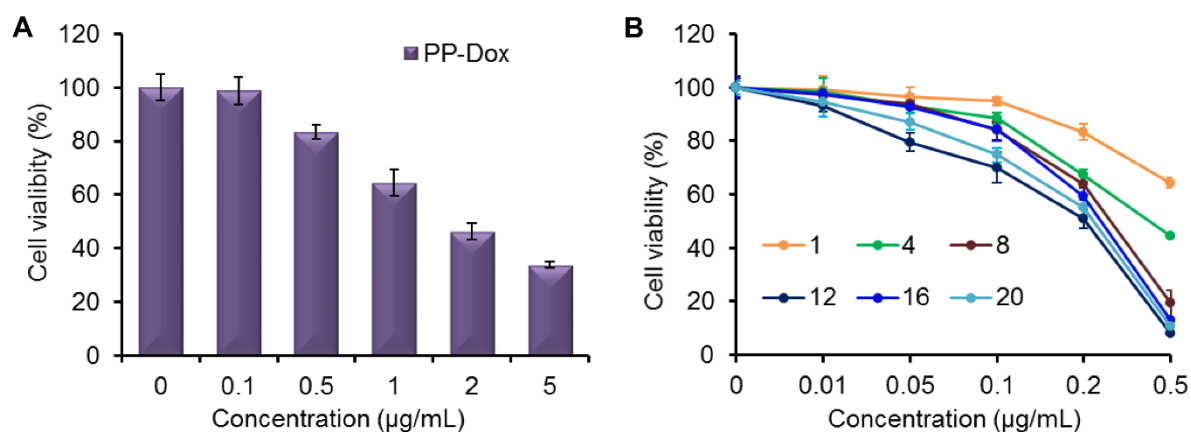 A
120
100
80
60
40
20
0
Cell vialibity (%)
PP-Dox
0 0.1 0.5 1 2 5
Concentration (µg/mL)
B
120
100
80
60
40
20
0
Cell viability (%)
1 4 8
12 16 20
0 0.01 0.05 0.1 0.2 0.5
Concentration (µg/mL)